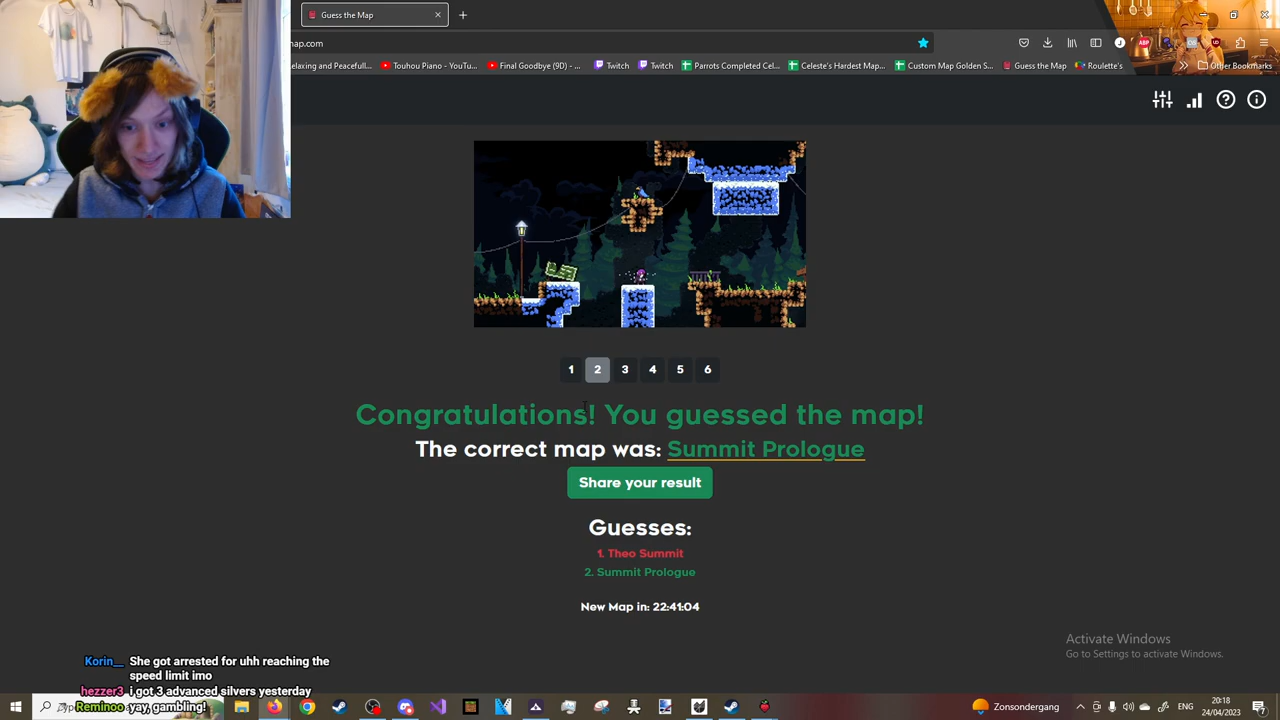 Guess the Map
map.com
elaxing and Peacefull...
Touhou Piano - YouTu...
Final Goodbye (9D) - ...
Twitch
Twitch
Parrots Completed Cel...
Celeste's Hardest Map...
Custom Map Golden S...
Guess the Map
Roulette's
Other Bookmarks
1 2 3 4 5 6
Congratulations! You guessed the map!
The correct map was: Summit Prologue
Share your result
Guesses:
1. Theo Summit
2. Summit Prologue
New Map in: 22:41:04
Activate Windows
Go to Settings to activate Windows.
Korin__ She got arrested for uhh reaching the
speed limit imo
hezzer3 i got 3 advanced silvers yesterday
Reminoo yay, gambling!
Zonsondergang
ENG
20:18
24/04/2023